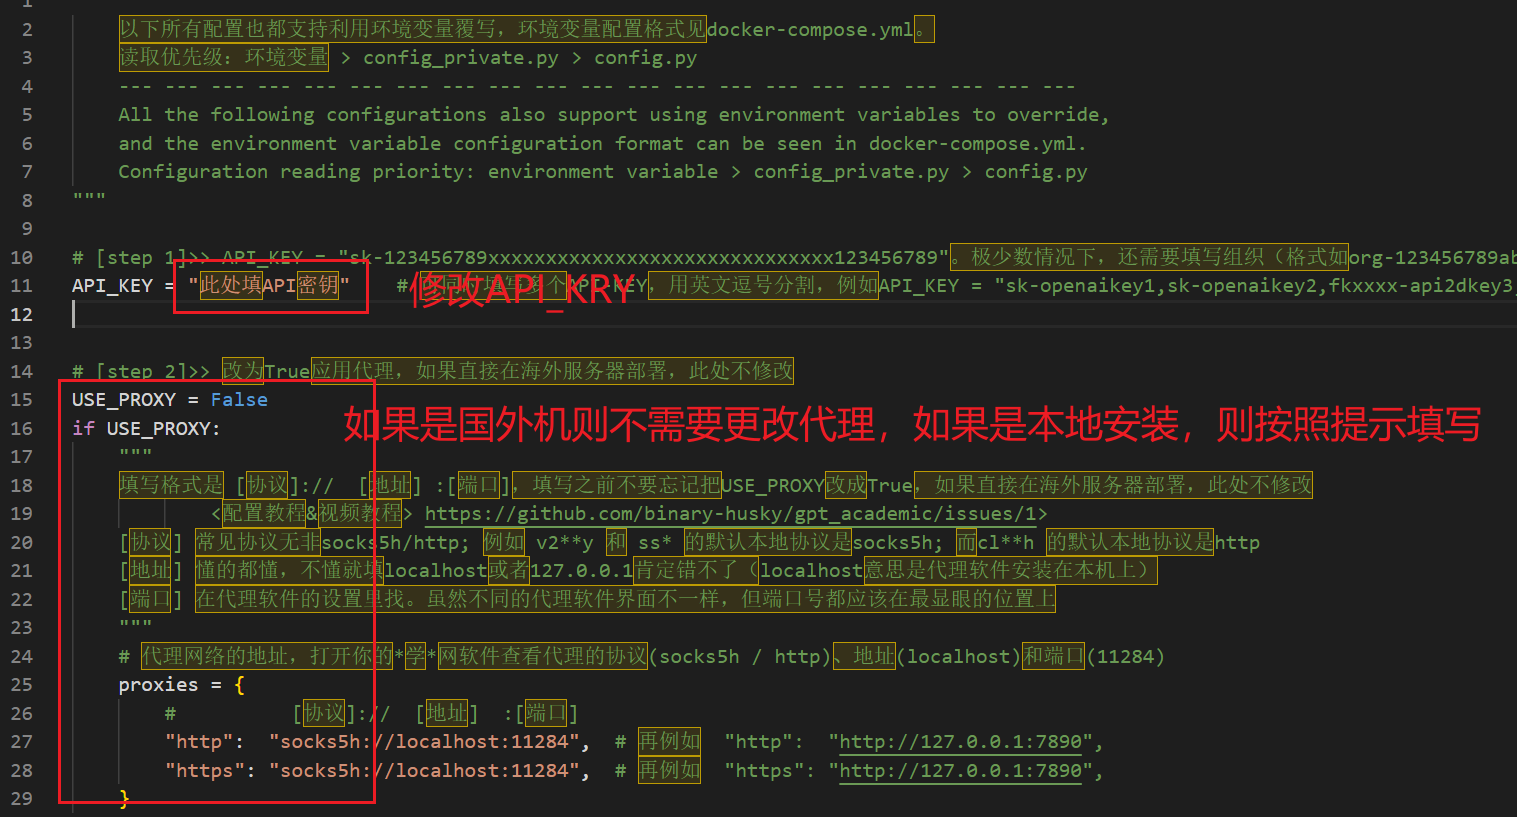 1
2 以下所有配置也都支持利用环境变量覆写，环境变量配置格式见docker-compose.yml。
3 读取优先级：环境变量 > config_private.py > config.py
4 --- --- --- --- --- --- --- --- --- --- --- --- --- --- --- --- --- --- --- --- ---
5 All the following configurations also support using environment variables to override,
6 and the environment variable configuration format can be seen in docker-compose.yml.
7 Configuration reading priority: environment variable > config_private.py > config.py
8 """
9
10 # [step 1]>> API_KEY = "sk-123456789xxxxxxxxxxxxxxxxxxxxxxxxxxxxxx123456789"。极少数情况下，还需要填写组织（格式如org-123456789ab
11 API_KEY = "此处填API密钥" # 可同时填写多个API-KEY，用英文逗号分割，例如API_KEY = "sk-openaikey1,sk-openaikey2,fkxxxx-api2dkey3,
修改API_KRY
12
13
14 # [step 2]>> 改为True应用代理，如果直接在海外服务器部署，此处不修改
15 USE_PROXY = False
16 if USE_PROXY:
如果是国外机则不需要更改代理，如果是本地安装，则按照提示填写
17 """
18 填写格式是 [协议]:// [地址] :[端口]，填写之前不要忘记把USE_PROXY改成True，如果直接在海外服务器部署，此处不修改
19 <配置教程&视频教程> https://github.com/binary-husky/gpt_academic/issues/1>
20 [协议] 常见协议无非socks5h/http; 例如 v2**y 和 ss* 的默认本地协议是socks5h; 而cl**h 的默认本地协议是http
21 [地址] 懂的都懂，不懂就填localhost或者127.0.0.1肯定错不了（localhost意思是代理软件安装在本机上）
22 [端口] 在代理软件的设置里找。虽然不同的代理软件界面不一样，但端口号都应该在最显眼的位置上
23 """
24 # 代理网络的地址，打开你的*学*网软件查看代理的协议(socks5h / http)、地址(localhost)和端口(11284)
25 proxies = {
26 # [协议]:// [地址] :[端口]
27 "http": "socks5h://localhost:11284", # 再例如 "http": "http://127.0.0.1:7890",
28 "https": "socks5h://localhost:11284", # 再例如 "https": "http://127.0.0.1:7890",
29 }